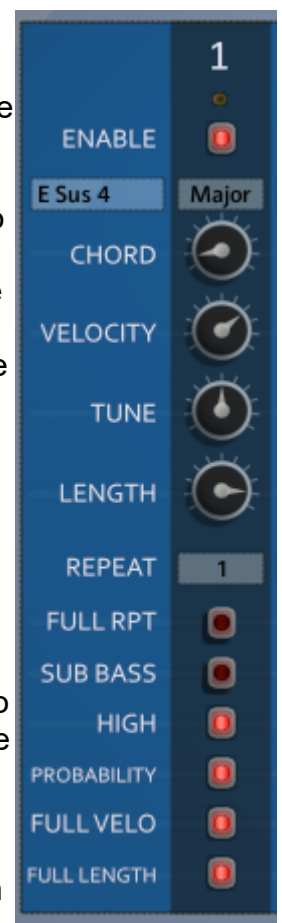 1
e
ENABLE
E Sus 4 Major
o
CHORD
e
VELOCITY
e
TUNE
LENGTH
REPEAT 1
FULL RPT
SUB BASS
o
HIGH
e
PROBABILITY
FULL VELO
FULL LENGTH